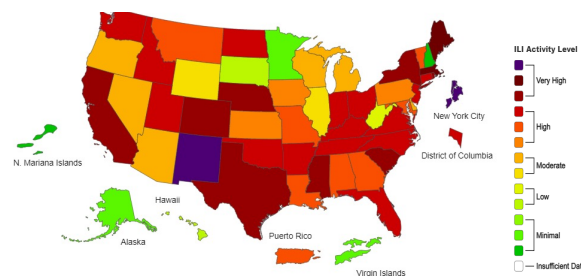 ILI Activity Level
Very High
High
Moderate
Low
Minimal
Insufficient Dat
New York City
District of Columbia
N. Mariana Islands
Hawaii
Alaska
Puerto Rico
Virgin Islands